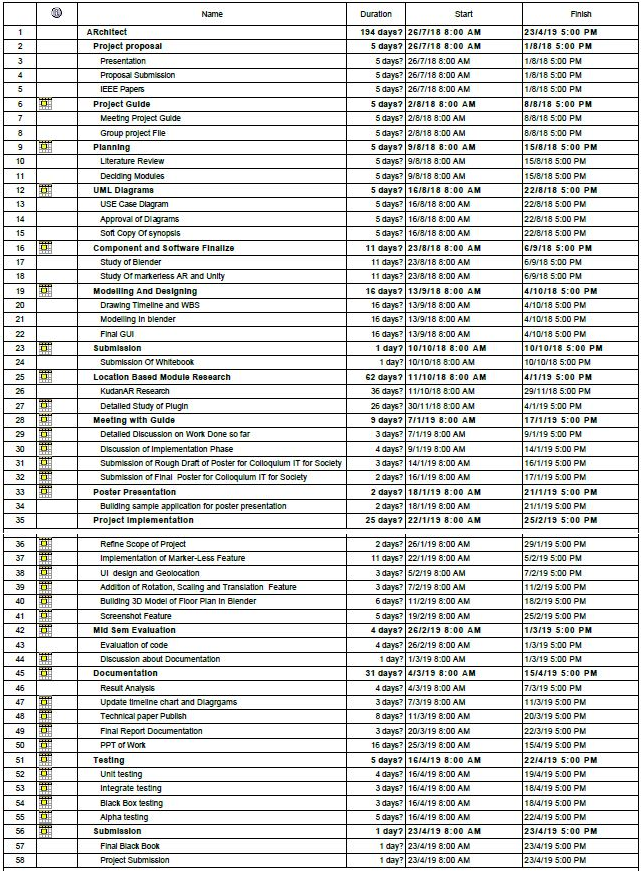 Name Duration Start Finish
1 ARchitect 194 days? 26/7/18 8:00 AM 23/4/19 5:00 PM
2 Project proposal 5 days? 26/7/18 8:00 AM 1/8/18 5:00 PM
3 Presentation 5 days? 26/7/18 8:00 AM 1/8/18 5:00 PM
4 Proposal Submission 5 days? 26/7/18 8:00 AM 1/8/18 5:00 PM
5 IEEE Papers 5 days? 26/7/18 8:00 AM 1/8/18 5:00 PM
6 Project Guide 5 days? 2/8/18 8:00 AM 8/8/18 5:00 PM
7 Meeting Project Guide 5 days? 2/8/18 8:00 AM 8/8/18 5:00 PM
8 Group project File 5 days? 2/8/18 8:00 AM 8/8/18 5:00 PM
9 Planning 5 days? 9/8/18 8:00 AM 15/8/18 5:00 PM
10 Literature Review 5 days? 9/8/18 8:00 AM 15/8/18 5:00 PM
11 Deciding Modules 5 days? 9/8/18 8:00 AM 15/8/18 5:00 PM
12 UML Diagrams 5 days? 16/8/18 8:00 AM 22/8/18 5:00 PM
13 USE Case Diagram 5 days? 16/8/18 8:00 AM 22/8/18 5:00 PM
14 Approval of Diagrams 5 days? 16/8/18 8:00 AM 22/8/18 5:00 PM
15 Soft Copy Of synopsis 5 days? 16/8/18 8:00 AM 22/8/18 5:00 PM
16 Component and Software Finalize 11 days? 23/8/18 8:00 AM 6/9/18 5:00 PM
17 Study of Blender 11 days? 23/8/18 8:00 AM 6/9/18 5:00 PM
18 Study Of markerless AR and Unity 11 days? 23/8/18 8:00 AM 6/9/18 5:00 PM
19 Modelling And Designing 16 days? 13/9/18 8:00 AM 4/10/18 5:00 PM
20 Drawing Timeline and WBS 16 days? 13/9/18 8:00 AM 4/10/18 5:00 PM
21 Modelling In blender 16 days? 13/9/18 8:00 AM 4/10/18 5:00 PM
22 Final GUI 16 days? 13/9/18 8:00 AM 4/10/18 5:00 PM
23 Submission 1 day? 10/10/18 8:00 AM 10/10/18 5:00 PM
24 Submission Of Whitebook 1 day? 10/10/18 8:00 AM 10/10/18 5:00 PM
25 Location Based Module Research 62 days? 11/10/18 8:00 AM 4/1/19 5:00 PM
26 KudanAR Research 36 days? 11/10/18 8:00 AM 29/11/18 5:00 PM
27 Detailed Study of Plugin 26 days? 30/11/18 8:00 AM 4/1/19 5:00 PM
28 Meeting with Guide 9 days? 7/1/19 8:00 AM 17/1/19 5:00 PM
29 Detailed Discussion on Work Done so far 3 days? 7/1/19 8:00 AM 9/1/19 5:00 PM
30 Discussion of Implementation Phase 4 days? 9/1/19 8:00 AM 14/1/19 5:00 PM
31 Submission of Rough Draft of Poster for Colloquium IT for Society 3 days? 14/1/19 8:00 AM 16/1/19 5:00 PM
32 Submission of Final Poster for Colloquium IT for Society 2 days? 16/1/19 8:00 AM 17/1/19 5:00 PM
33 Poster Presentation 2 days? 18/1/19 8:00 AM 21/1/19 5:00 PM
34 Building sample application for poster presentation 2 days? 18/1/19 8:00 AM 21/1/19 5:00 PM
35 Project Implementation 25 days? 22/1/19 8:00 AM 25/2/19 5:00 PM
36 Refine Scope of Project 2 days? 26/1/19 8:00 AM 29/1/19 5:00 PM
37 Implementation of Marker-Less Feature 11 days? 22/1/19 8:00 AM 5/2/19 5:00 PM
38 UI design and Geolocation 3 days? 5/2/19 8:00 AM 7/2/19 5:00 PM
39 Addition of Rotation, Scaling and Translation Feature 3 days? 7/2/19 8:00 AM 11/2/19 5:00 PM
40 Building 3D Model of Floor Plan In Blender 6 days? 11/2/19 8:00 AM 18/2/19 5:00 PM
41 Screenshot Feature 5 days? 19/2/19 8:00 AM 25/2/19 5:00 PM
42 Mid Sem Evaluation 4 days? 26/2/19 8:00 AM 1/3/19 5:00 PM
43 Evaluation of code 4 days? 26/2/19 8:00 AM 1/3/19 5:00 PM
44 Discussion about Documentation 1 day? 1/3/19 8:00 AM 1/3/19 5:00 PM
45 Documentation 31 days? 4/3/19 8:00 AM 15/4/19 5:00 PM
46 Result Analysis 4 days? 4/3/19 8:00 AM 7/3/19 5:00 PM
47 Update timeline chart and Diagrgams 3 days? 7/3/19 8:00 AM 11/3/19 5:00 PM
48 Technical paper Publish 8 days? 11/3/19 8:00 AM 20/3/19 5:00 PM
49 Final Report Documentation 3 days? 20/3/19 8:00 AM 22/3/19 5:00 PM
50 PPT of Work 16 days? 25/3/19 8:00 AM 15/4/19 5:00 PM
51 Testing 5 days? 16/4/19 8:00 AM 22/4/19 5:00 PM
52 Unit testing 4 days? 16/4/19 8:00 AM 19/4/19 5:00 PM
53 Integrate testing 3 days? 16/4/19 8:00 AM 18/4/19 5:00 PM
54 Black Box testing 3 days? 16/4/19 8:00 AM 18/4/19 5:00 PM
55 Alpha testing 5 days? 16/4/19 8:00 AM 22/4/19 5:00 PM
56 Submission 1 day? 23/4/19 8:00 AM 23/4/19 5:00 PM
57 Final Black Book 1 day? 23/4/19 8:00 AM 23/4/19 5:00 PM
58 Project Submission 1 day? 23/4/19 8:00 AM 23/4/19 5:00 PM